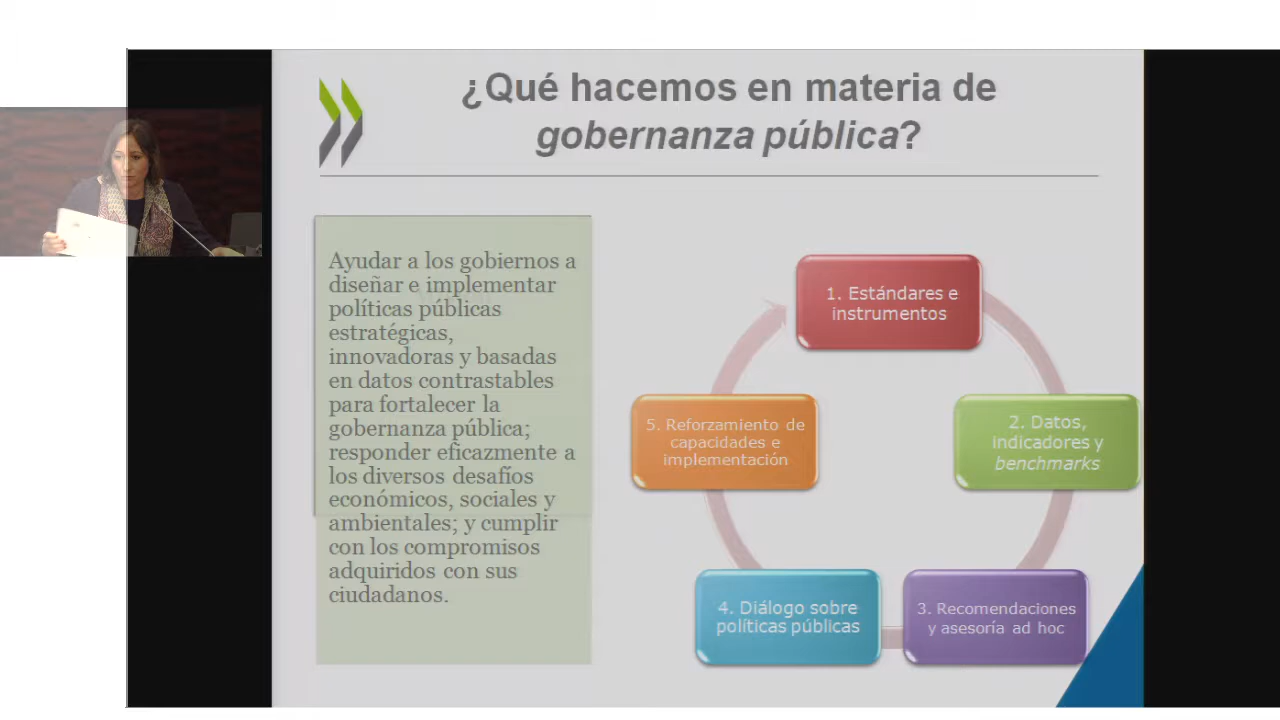 ¿Qué hacemos en materia de
gobernanza pública?
Ayudar a los gobiernos a
diseñar e implementar
políticas públicas
estratégicas,
innovadoras y basadas
en datos contrastables
para fortalecer la
gobernanza pública;
responder eficazmente a
los diversos desafíos
económicos, sociales y
ambientales; y cumplir
con los compromisos
adquiridos con sus
ciudadanos.
1. Estándares e
instrumentos
2. Datos,
indicadores y
benchmarks
3. Recomendaciones
y asesoría ad hoc
4. Diálogo sobre
políticas públicas
5. Reforzamiento de
capacidades e
implementación